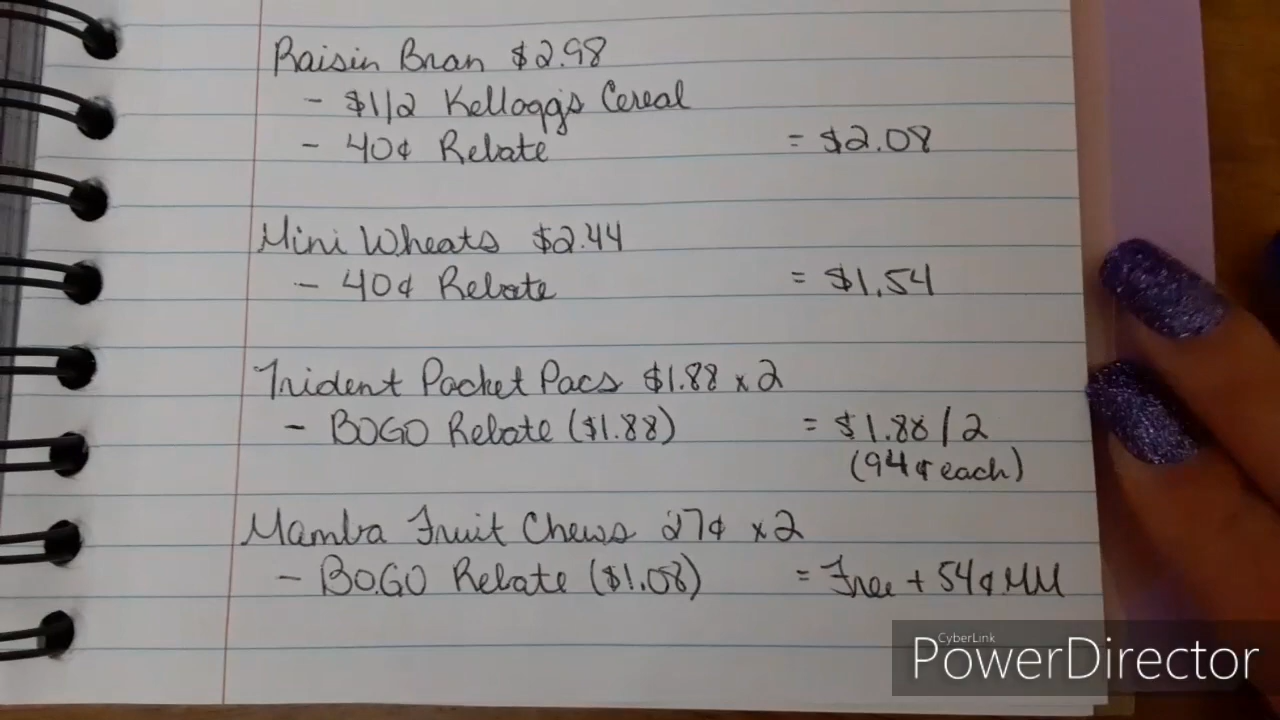 Raisin Bran $2.98
- $1/2 Kellogg's Cereal
- 40¢ Rebate = $2.08
Mini Wheats $2.44
- 40¢ Rebate = $1.54
Trident Pocket Pacs $1.88 x 2
- BOGO Rebate ($1.88) = $1.88/2
(94¢ each)
Mamba Fruit Chews 27¢ x 2
- BOGO Rebate ($1.08) = Free + 54¢ MM
CyberLink
PowerDirector